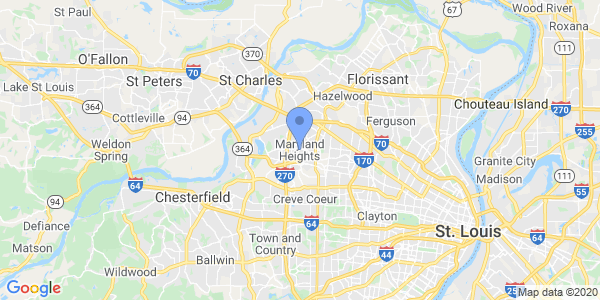 Wood River
67
Roxana
St Paul
O'Fallon
370
111
70
St Peters
St Charles
Florissant
Lake St Louis
Hazelwood
364
Chouteau Island
270
Cottleville
94
Ferguson
255
Weldon
Spring
364
70
111
Maryland
Heights
170
Granite City
64
270
Madison
55
94
Chesterfield
Creve Coeur
Defiance
64
Clayton
St. Louis
64
Matson
Town and
Country
44
Wildwood
Ballwin
Google
255
Map data ©2020